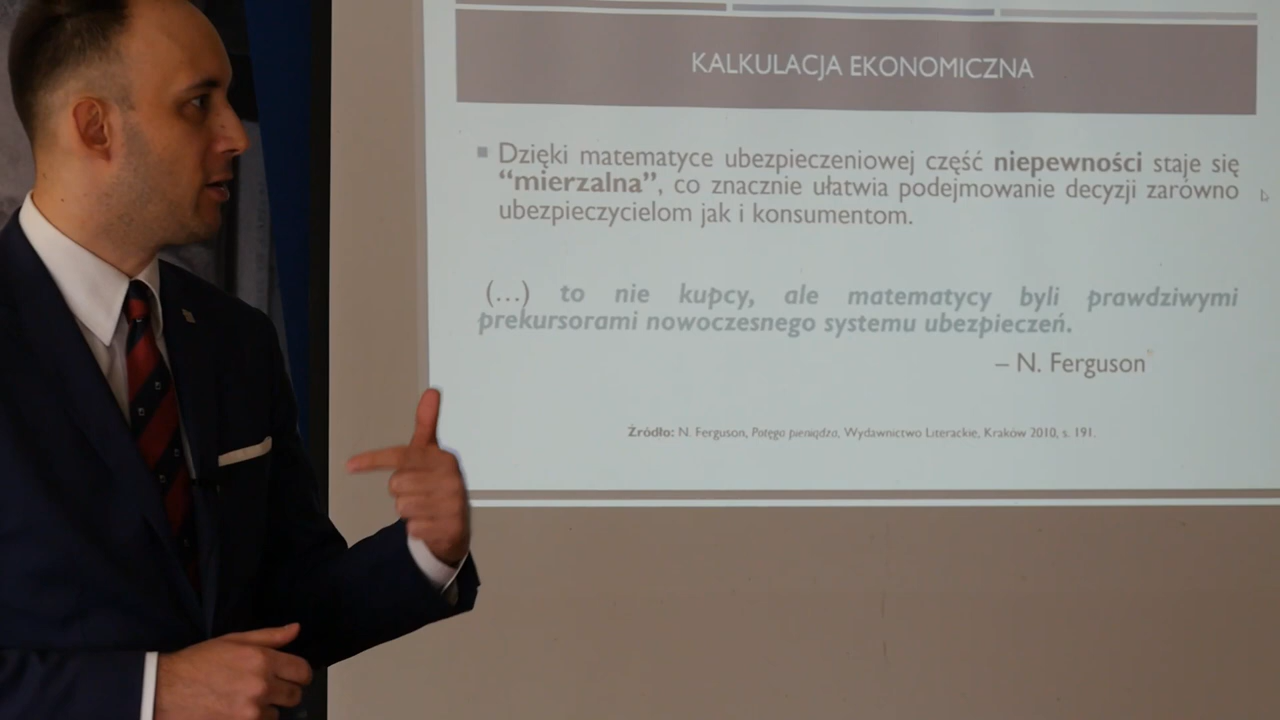 KALKULACJA EKONOMICZNA
Dzięki matematyce ubezpieczeniowej część niepewności staje się
“mierzalna”, co znacznie ułatwia podejmowanie decyzji zarówno
ubezpieczycielom jak i konsumentom.
(...) to nie kupcy, ale matematycy byli prawdziwymi
prekursorami nowoczesnego systemu ubezpieczeń.
– N. Ferguson
Źródło: N. Ferguson, Potęga pieniądza, Wydawnictwo Literackie, Kraków 2010, s. 191.